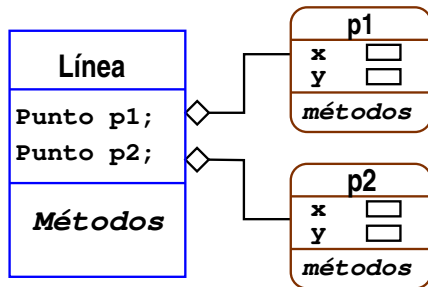 Línea
Punto p1;
Punto p2;
Métodos
p1
x
y
métodos
p2
x
y
métodos